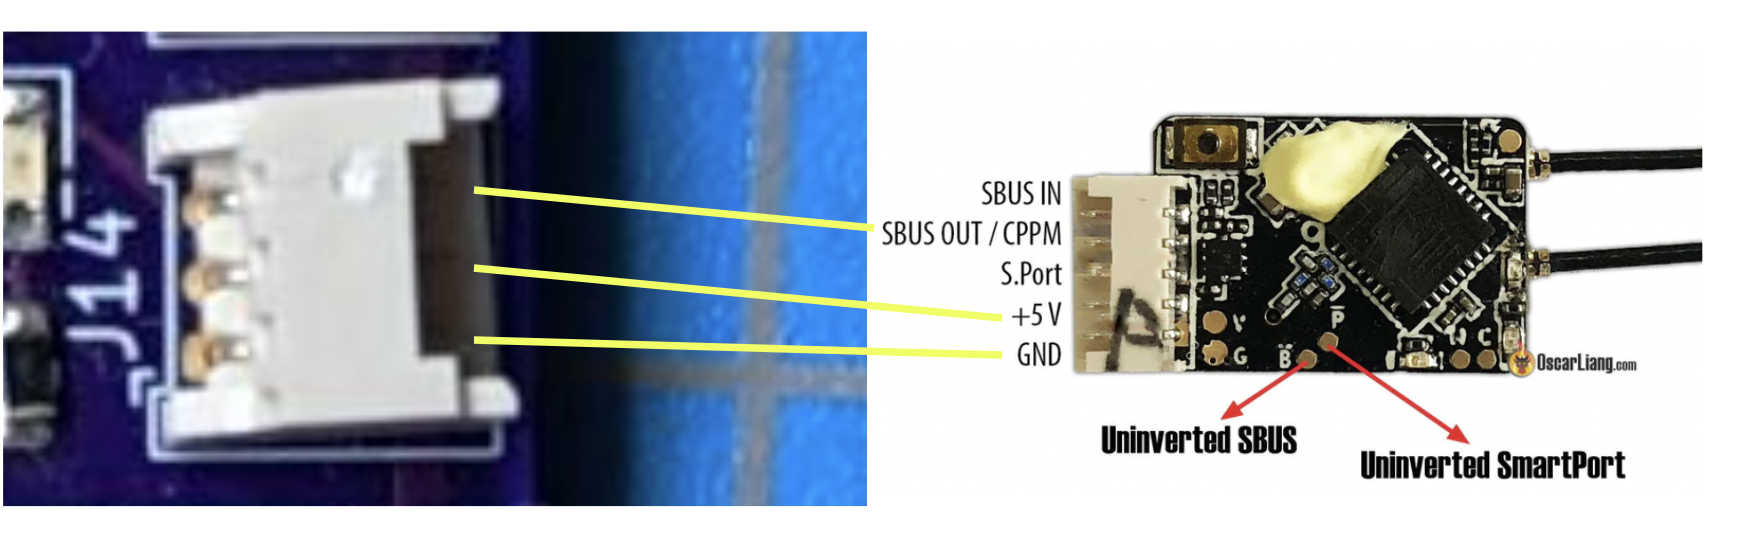 J14
SBUS IN
SBUS OUT / CPPM
S.Port
+5 V
GND
A
V
G
P
B
W C
OscarLiang.com
Uninverted SBUS
Uninverted SmartPort